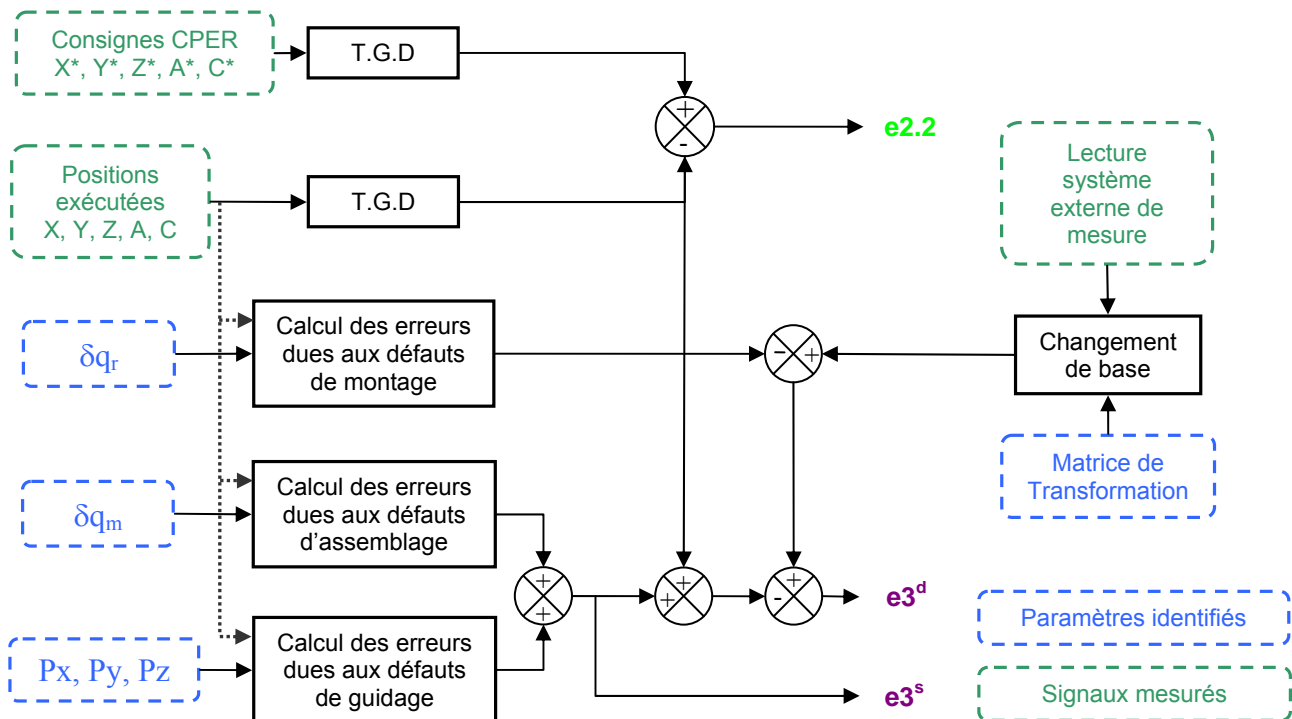 Consignes CPER
X*, Y*, Z*, A*, C*
T.G.D
+
-
e2.2
Positions
exécutées
X, Y, Z, A, C
T.G.D
Lecture
système
externe de
mesure
δqr
Calcul des erreurs
dues aux défauts
de montage
- +
Changement
de base
Matrice de
Transformation
δqm
Calcul des erreurs
dues aux défauts
d'assemblage
+
+
+
+
+
-
e3d
Paramètres identifiés
Px, Py, Pz
Calcul des erreurs
dues aux défauts
de guidage
e3s
Signaux mesurés